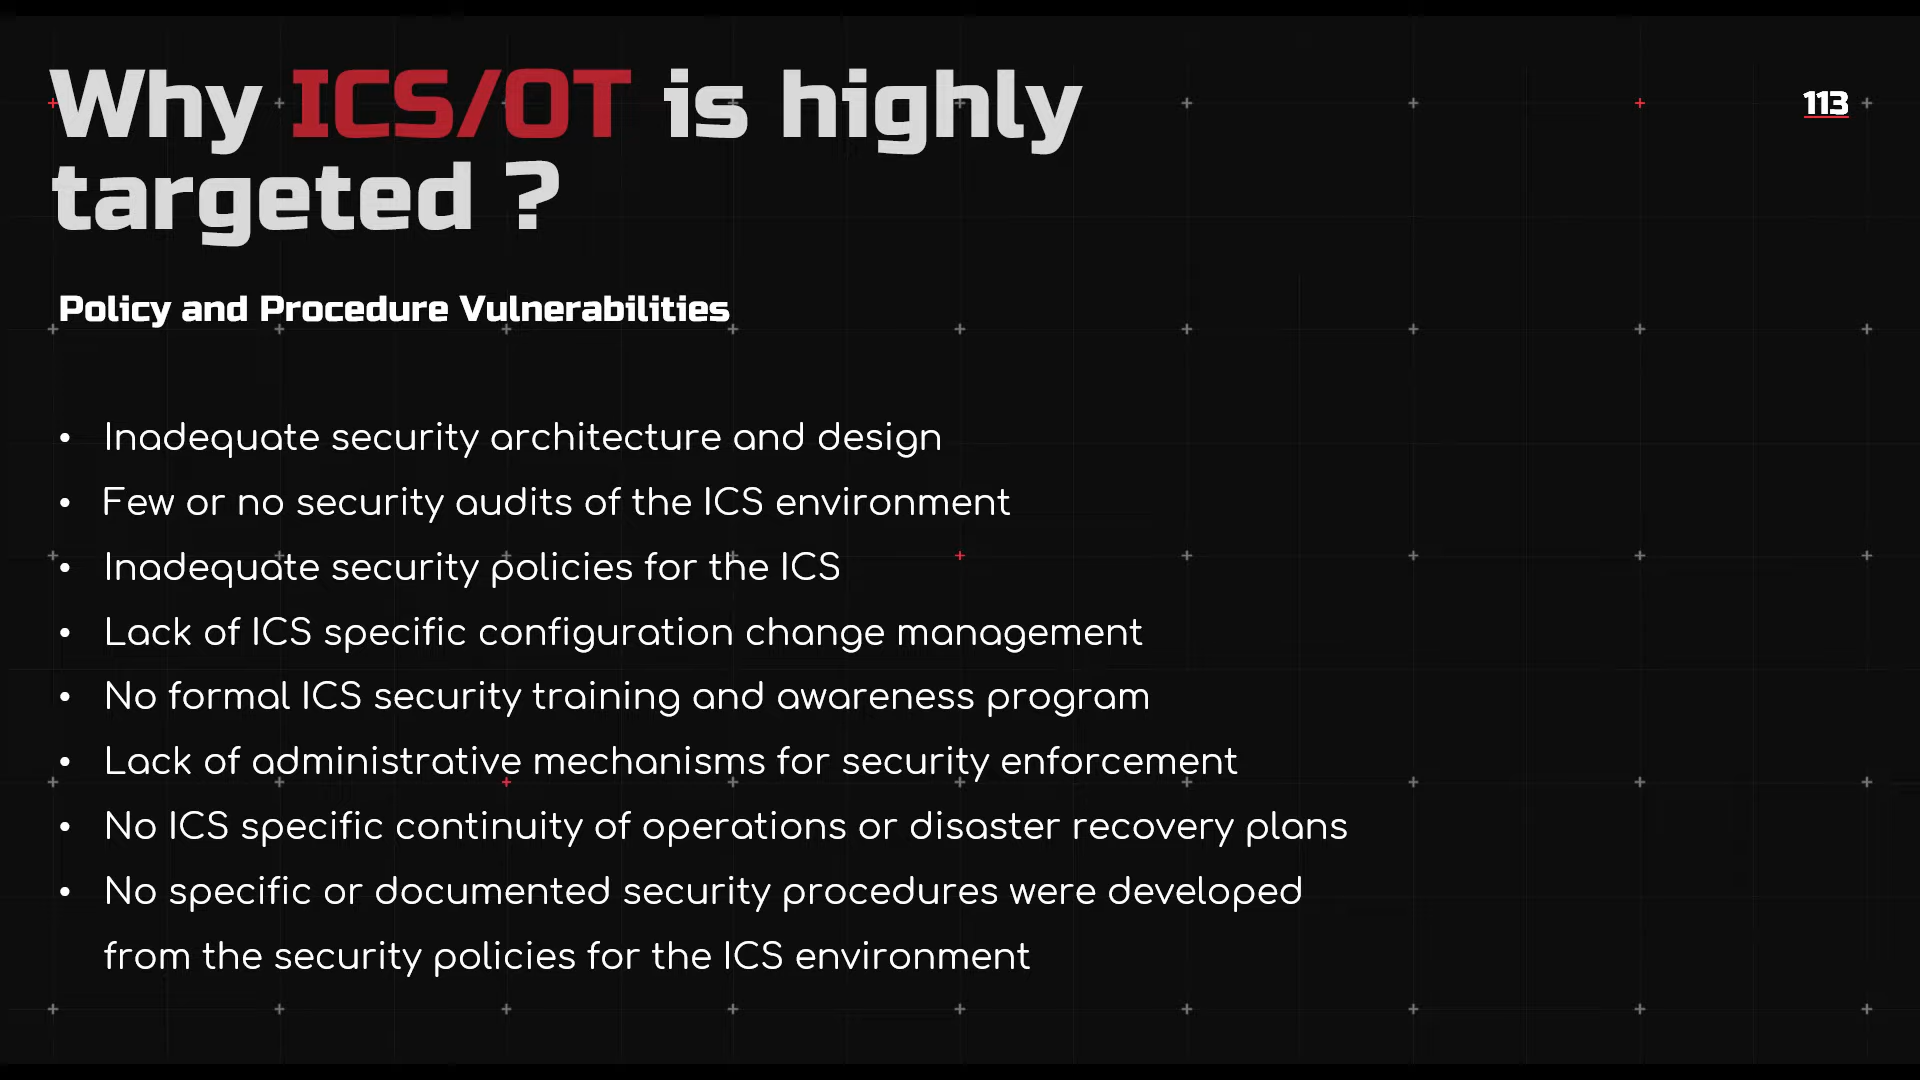 Why ICS/OT is highly
targeted ?
113
Policy and Procedure Vulnerabilities
• Inadequate security architecture and design
• Few or no security audits of the ICS environment
• Inadequate security policies for the ICS
• Lack of ICS specific configuration change management
• No formal ICS security training and awareness program
• Lack of administrative mechanisms for security enforcement
• No ICS specific continuity of operations or disaster recovery plans
• No specific or documented security procedures were developed
from the security policies for the ICS environment